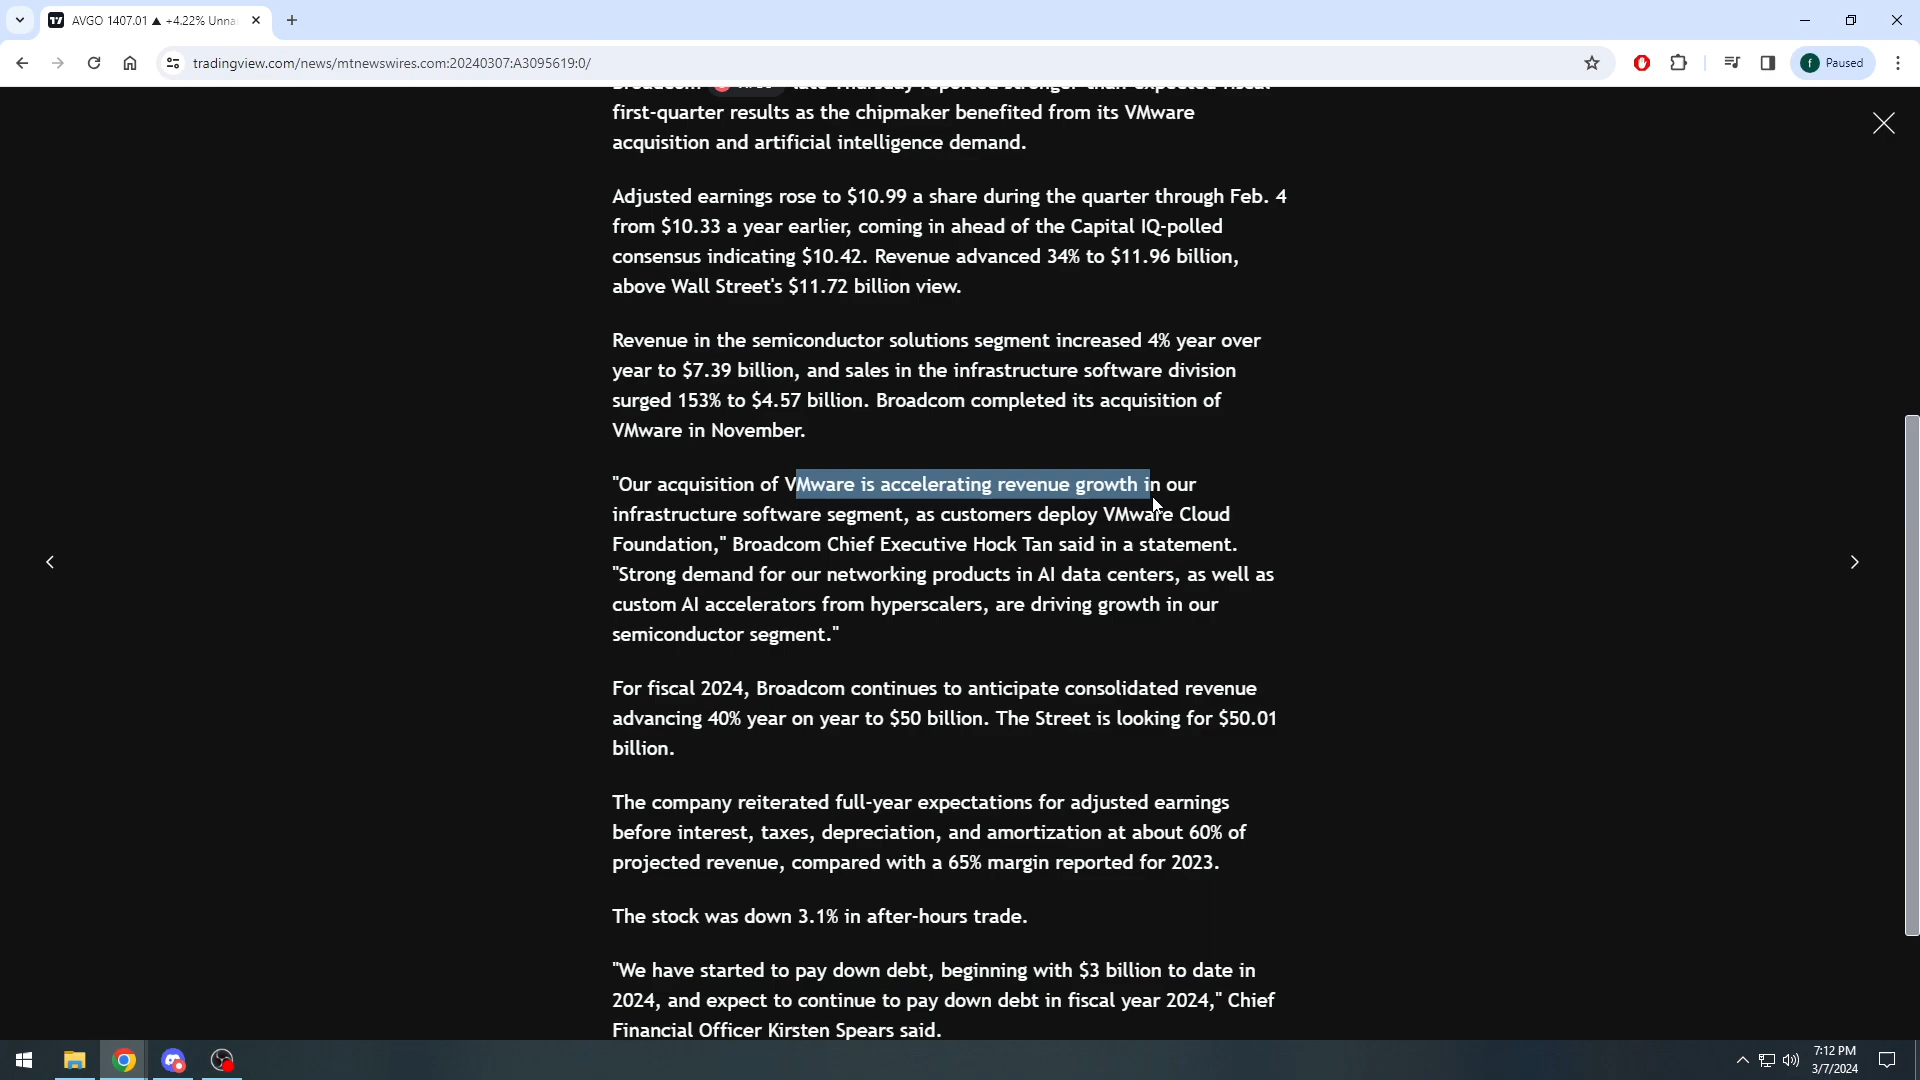 AVGO 1407.01 ▲ +4.22% Unna
tradingview.com/news/mtnewswires.com:20240307:A3095619:0/
f Paused
Broadcom late Thursday reported stronger-than-expected fiscal
first-quarter results as the chipmaker benefited from its VMware
acquisition and artificial intelligence demand.
Adjusted earnings rose to $10.99 a share during the quarter through Feb. 4
from $10.33 a year earlier, coming in ahead of the Capital IQ-polled
consensus indicating $10.42. Revenue advanced 34% to $11.96 billion,
above Wall Street's $11.72 billion view.
Revenue in the semiconductor solutions segment increased 4% year over
year to $7.39 billion, and sales in the infrastructure software division
surged 153% to $4.57 billion. Broadcom completed its acquisition of
VMware in November.
"Our acquisition of VMware is accelerating revenue growth in our
infrastructure software segment, as customers deploy VMware Cloud
Foundation," Broadcom Chief Executive Hock Tan said in a statement.
"Strong demand for our networking products in AI data centers, as well as
custom AI accelerators from hyperscalers, are driving growth in our
semiconductor segment."
For fiscal 2024, Broadcom continues to anticipate consolidated revenue
advancing 40% year on year to $50 billion. The Street is looking for $50.01
billion.
The company reiterated full-year expectations for adjusted earnings
before interest, taxes, depreciation, and amortization at about 60% of
projected revenue, compared with a 65% margin reported for 2023.
The stock was down 3.1% in after-hours trade.
"We have started to pay down debt, beginning with $3 billion to date in
2024, and expect to continue to pay down debt in fiscal year 2024," Chief
Financial Officer Kirsten Spears said.
7:12 PM
3/7/2024